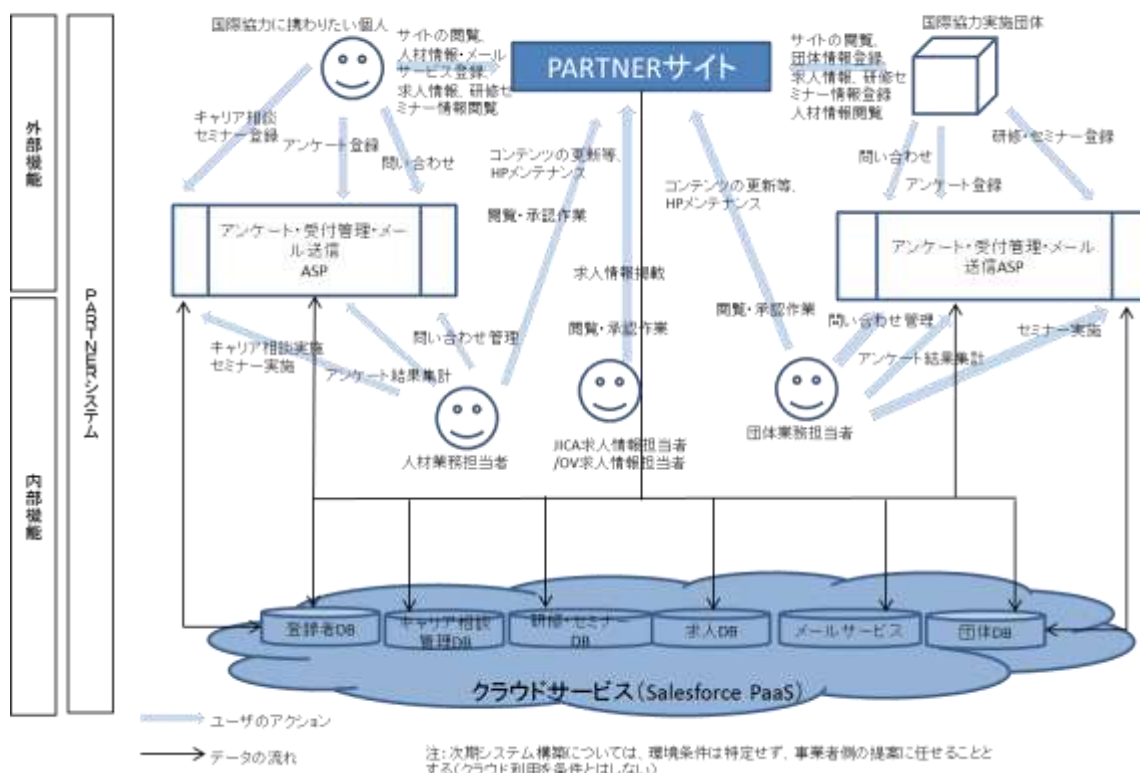 国際協力に携わりたい個人
国際協力実施団体
サイトの閲覧、
人材情報・メール
サービス登録、
求人情報、研修セ
ミナー情報閲覧
PARTNERサイト
サイトの閲覧、
団体情報登録、
求人情報、研修セ
ミナー情報登録
人材情報閲覧
キャリア相談
セミナー登録
アンケート登録
問い合わせ
コンテンツの更新等、
HPメンテナンス
閲覧・承認作業
コンテンツの更新等、
HPメンテナンス
問い合わせ
アンケート登録
研修・セミナー登録
外部機能
PARTNERシステム
アンケート・受付管理・メー
ル送信
ASP
アンケート・受付管理・メール
送信ASP
求人情報掲載
閲覧・承認作業
閲覧・承認作業
問い合わせ管理
キャリア相談実施
セミナー実施
アンケート結果集計
問い合わせ管理
アンケート結果集計
セミナー実施
人材業務担当者
JICA求人情報担当者
/OV求人情報担当者
団体業務担当者
内部機能
登録者DB
キャリア相談
管理DB
研修・セミナー
DB
求人DB
メールサービス
団体DB
クラウドサービス(Salesforce PaaS)
ユーザのアクション
データの流れ
注:次期システム構築については、環境条件は特定せず、事業者側の提案に任せることと
する(クラウド利用を条件とはしない)